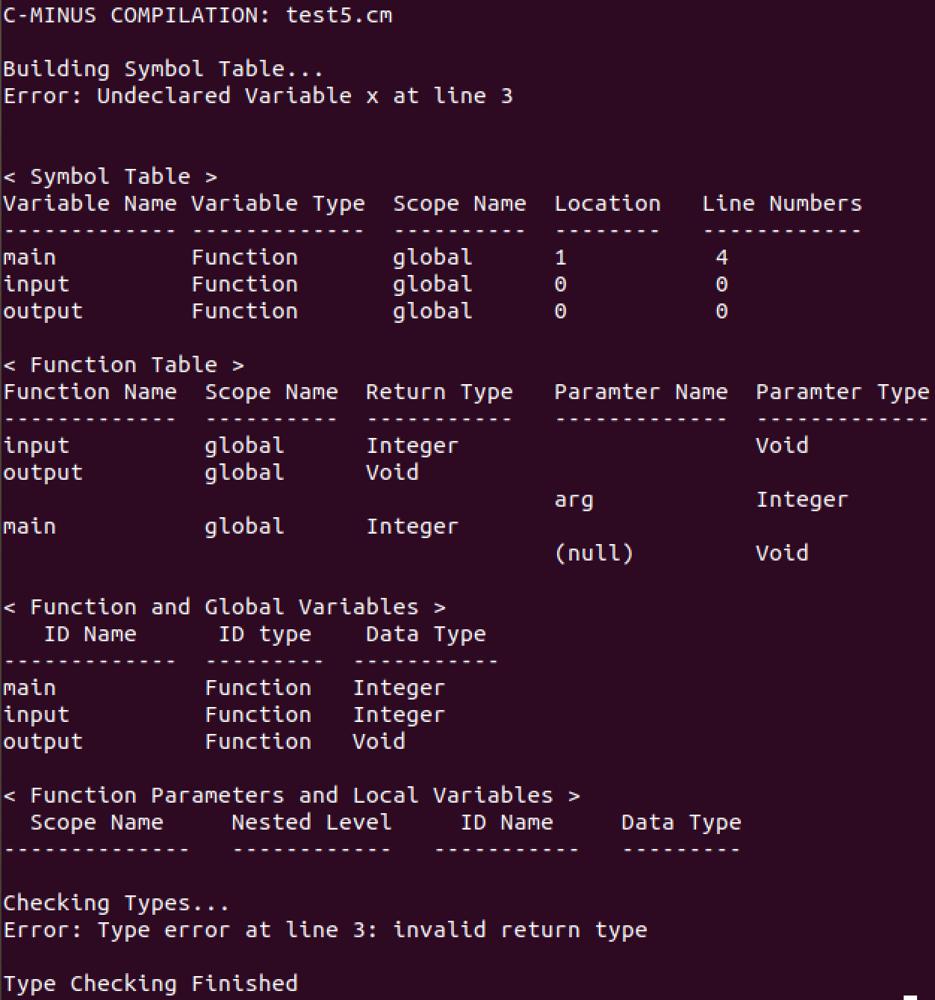 C-MINUS COMPILATION: test5.cm
Building Symbol Table...
Error: Undeclared Variable x at line 3
< Symbol Table >
Variable Name Variable Type  Scope Name  Location   Line Numbers
------------- -------------  ----------  --------   ------------
main          Function       global      1           4
input         Function       global      0           0
output        Function       global      0           0
< Function Table >
Function Name  Scope Name  Return Type   Paramter Name  Paramter Type
-------------  ----------  -----------   -------------  -------------
input          global      Integer                      Void
output         global      Void
                                         arg            Integer
main           global      Integer
                                         (null)         Void
< Function and Global Variables >
   ID Name      ID type    Data Type
-------------  ---------  -----------
main           Function   Integer
input          Function   Integer
output         Function   Void
< Function Parameters and Local Variables >
  Scope Name     Nested Level     ID Name     Data Type
--------------   ------------   -----------   ---------
Checking Types...
Error: Type error at line 3: invalid return type
Type Checking Finished